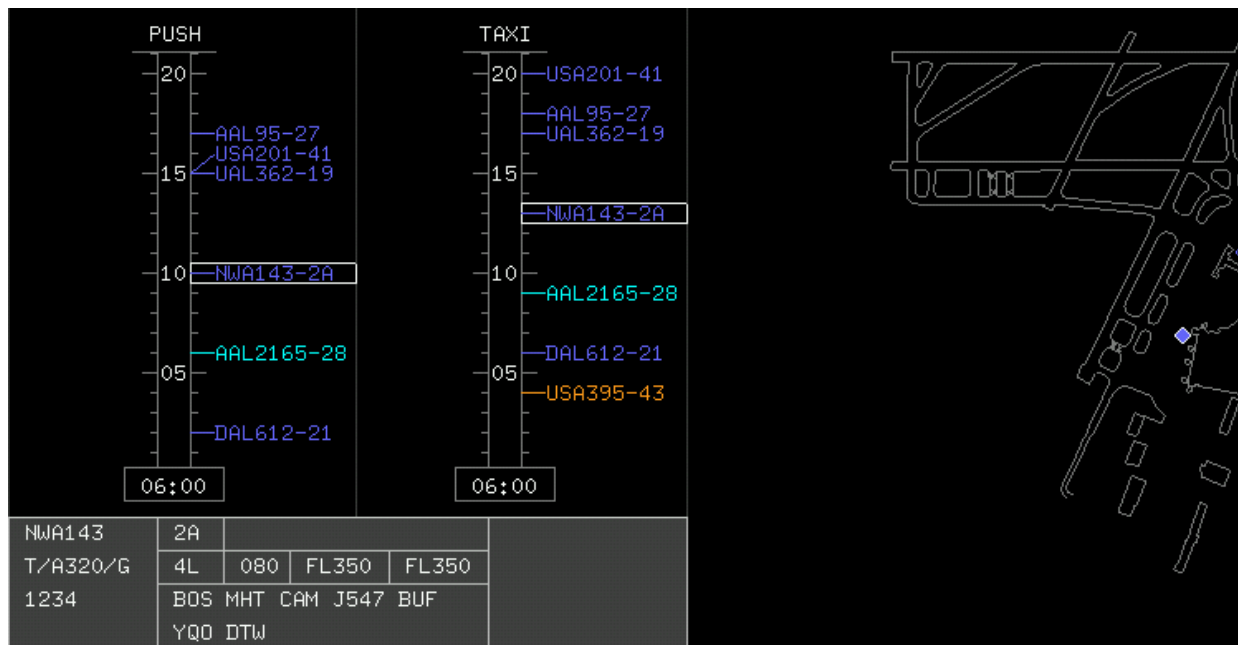 PUSH
20
AAL95-27
USA201-41
15
UAL362-19
10
NWA143-2A
AAL2165-28
05
DAL612-21
06:00
TAXI
20
USA201-41
AAL95-27
UAL362-19
15
NWA143-2A
10
AAL2165-28
DAL612-21
05
USA395-43
06:00
NWA143
2A
T/A320/G
4L
080
FL350
FL350
1234
BOS MHT CAM J547 BUF
YQO DTW